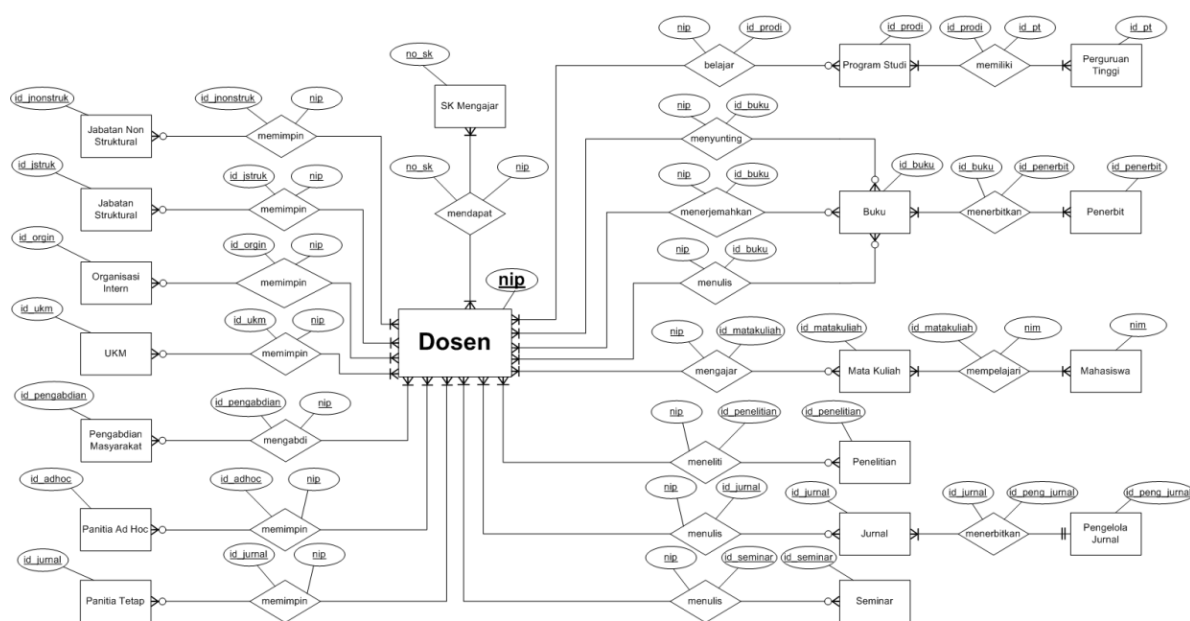 nip
id_prodi
id_prodi
id_prodi
id_pt
id_pt
belajar
Program Studi
memiliki
Perguruan
Tinggi
no_sk
SK Mengajar
no_sk
nip
mendapat
id_jnonstruk
id_jnonstruk
nip
Jabatan Non
Struktural
memimpin
id_jstruk
id_jstruk
nip
Jabatan
Struktural
memimpin
id_orgin
id_orgin
nip
Organisasi
Intern
memimpin
id_ukm
id_ukm
nip
UKM
memimpin
id_pengabdian
id_pengabdian
nip
Pengabdian
Masyarakat
mengabdi
id_adhoc
id_adhoc
nip
Panitia Ad Hoc
memimpin
id_jurnal
id_jurnal
nip
Panitia Tetap
memimpin
nip
Dosen
nip
id_buku
menyunting
nip
id_buku
menerjemahkan
nip
id_buku
menulis
id_buku
Buku
id_buku
id_penerbit
menerbitkan
id_penerbit
Penerbit
nip
id_matakuliah
mengajar
id_matakuliah
Mata Kuliah
id_matakuliah
nim
mempelajari
nim
Mahasiswa
nip
id_penelitian
meneliti
id_penelitian
Penelitian
nip
id_jurnal
menulis
id_jurnal
Jurnal
id_jurnal
id_peng_jurnal
menerbitkan
id_peng_jurnal
Pengelola
Jurnal
nip
id_seminar
menulis
id_seminar
Seminar